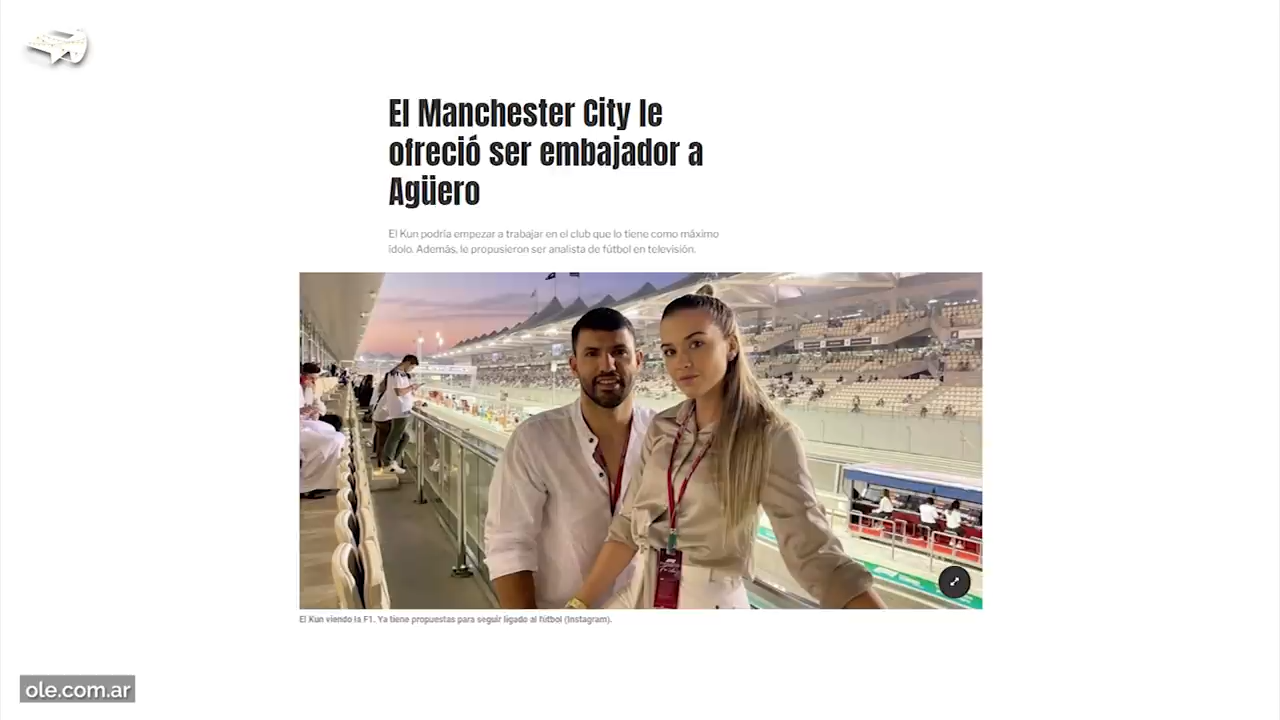 El Manchester City le
ofreció ser embajador a
Agüero
El Kun podría empezar a trabajar en el club que lo tiene como máximo
ídolo. Además, le propusieron ser analista de fútbol en televisión.
El Kun viendo la F1. Ya tiene propuestas para seguir ligado al fútbol (Instagram).
ole.com.ar